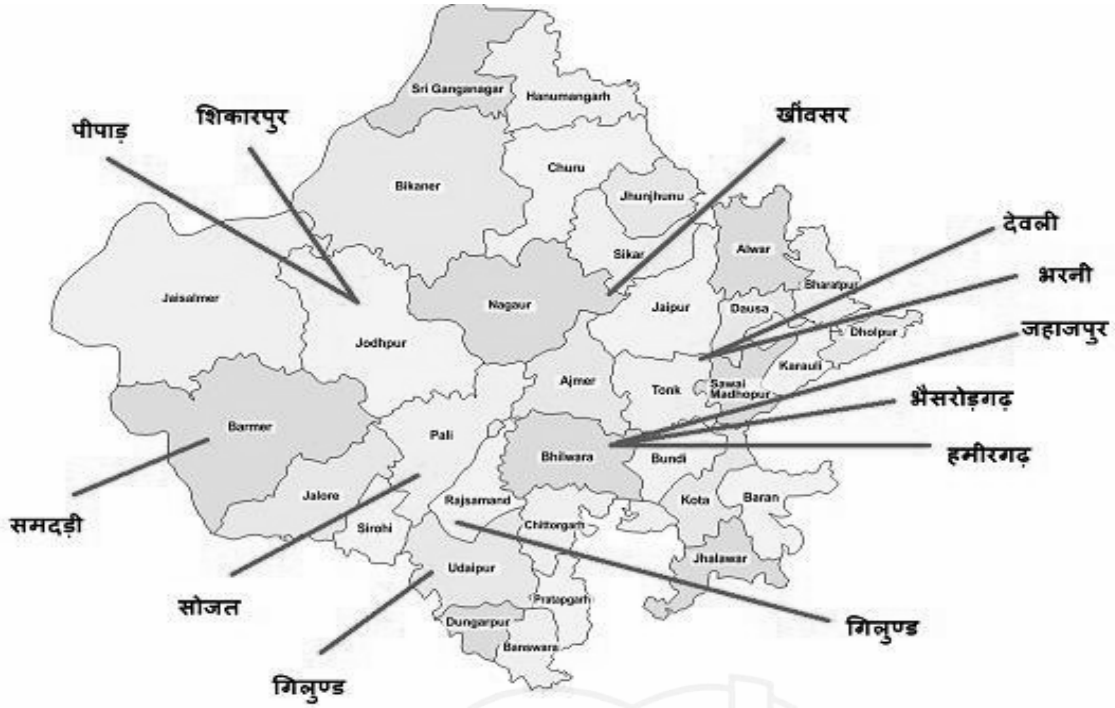 Sri Ganganagar
Hanumangarh
शिकारपुर
खींवसर
पीपाड़
Churu
Bikaner
Jhunjhunu
देवली
Sikar
Alwar
भरनी
Bharatpur
Jaisalmer
Nagaur
Jaipur
Dausa
जहाजपुर
Dholpur
Jodhpur
Karauli
Ajmer
Tonk
Sawai
Madhopur
भैसरोड़गढ़
Barmer
Pali
Bhilwara
Bundi
हमीरगढ़
Jalore
Rajsamand
Kota
Baran
समदड़ी
Sirohi
Chittorgarh
Jhalawar
Udaipur
सोजत
Pratapgarh
Dungarpur
गिलुण्ड
Banswara
गिलुण्ड